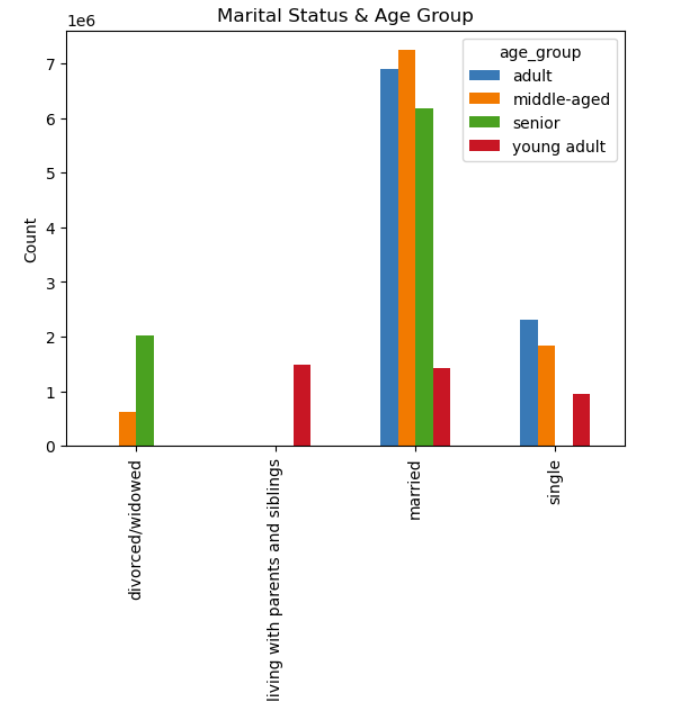 Marital Status & Age Group
1e6
7
6
5
4
3
2
1
0
Count
age_group
adult
middle-aged
senior
young adult
divorced/widowed
living with parents and siblings
married
single